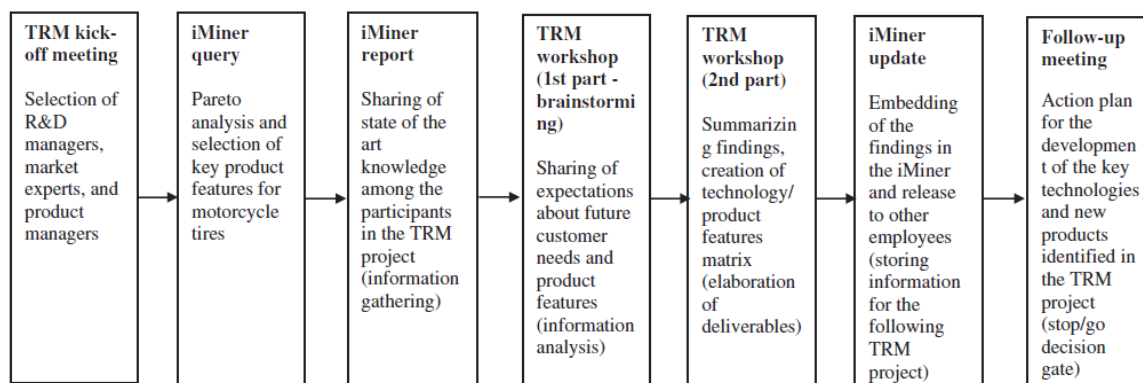 TRM kick-
off meeting
Selection of
R&D
managers,
market
experts, and
product
managers
iMiner
query
Pareto
analysis and
selection of
key product
features for
motorcycle
tires
iMiner
report
Sharing of
state of the
art
knowledge
among the
participants
in the TRM
project
(information
gathering)
TRM
workshop
(1st part -
brainstormi
ng)
Sharing of
expectations
about future
customer
needs and
product
features
(information
analysis)
TRM
workshop
(2nd part)
Summarizin
g findings,
creation of
technology/
product
features
matrix
(elaboration
of
deliverables)
iMiner
update
Embedding
of the
findings in
the iMiner
and release
to other
employees
(storing
information
for the
following
TRM
project)
Follow-up
meeting
Action plan
for the
developmen
t of the key
technologies
and new
products
identified in
the TRM
project
(stop/go
decision
gate)